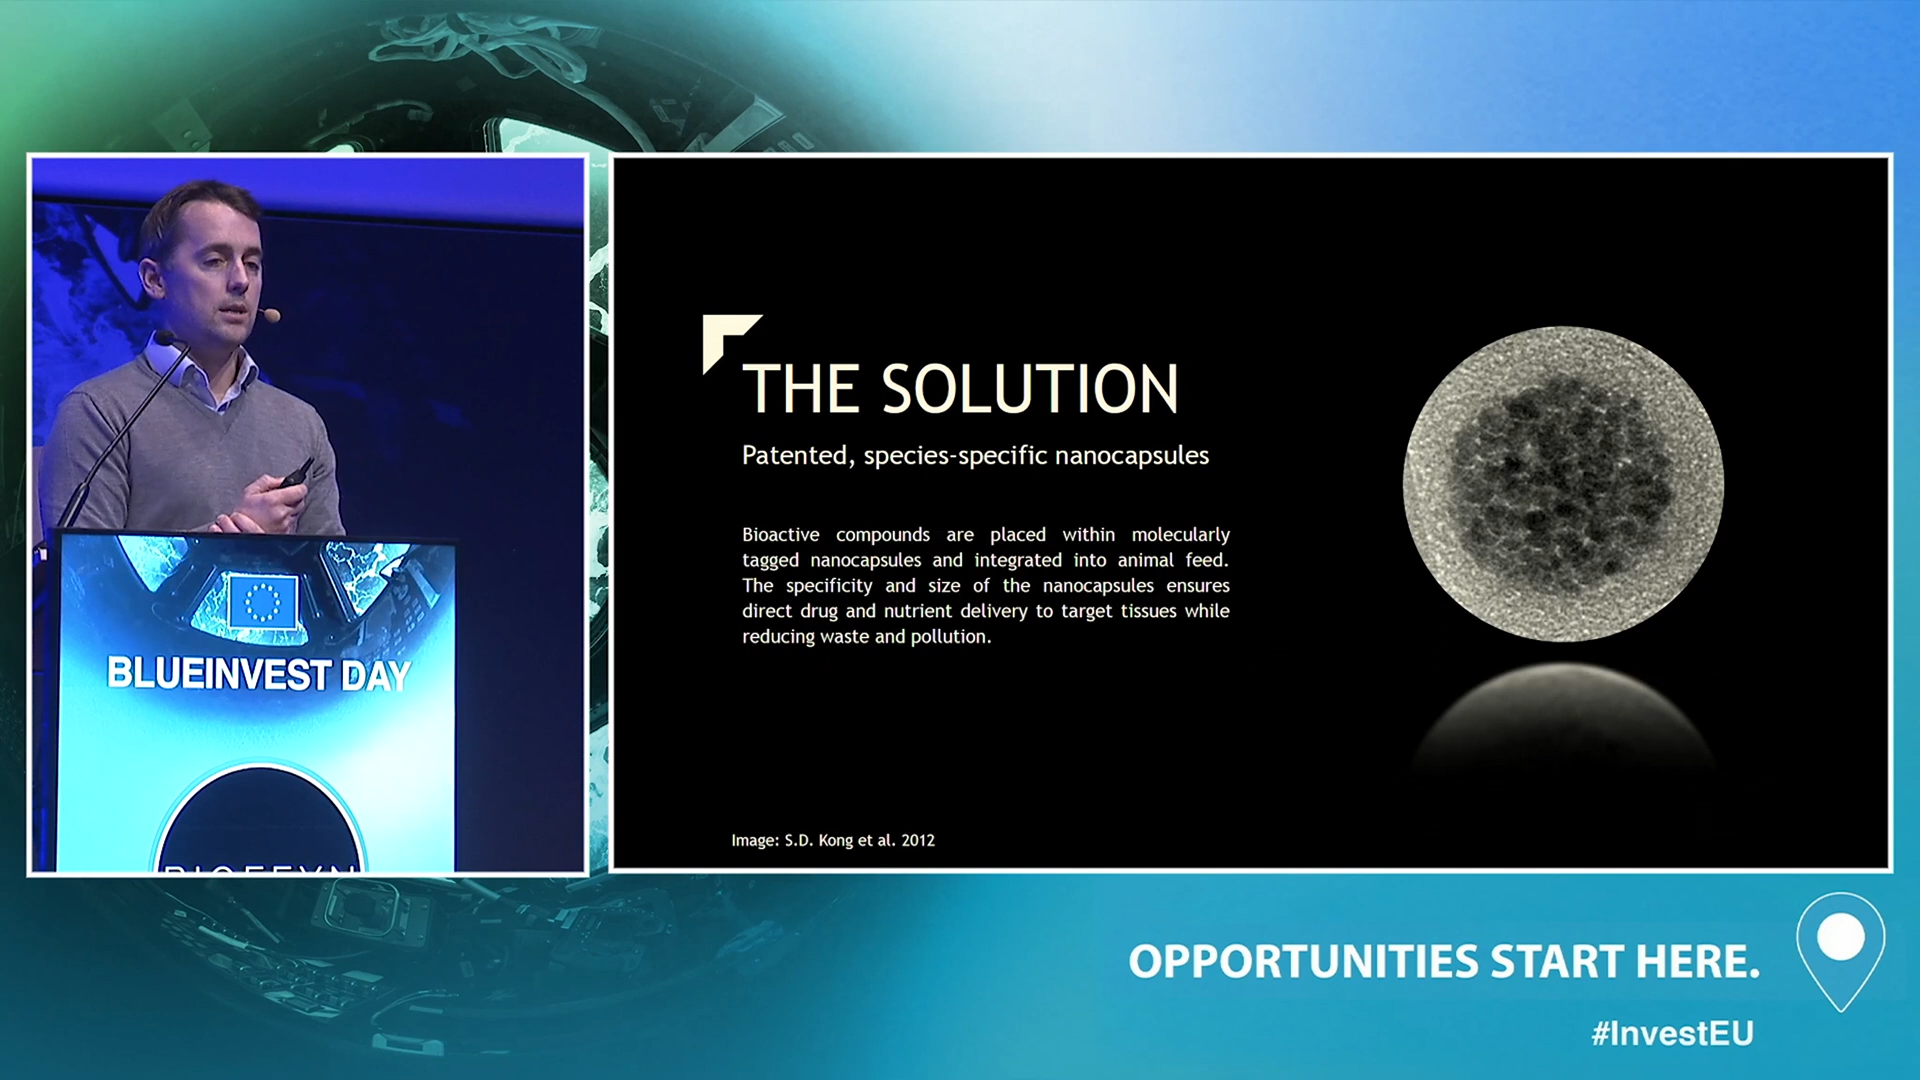 BLUEINVEST DAY
THE SOLUTION
Patented, species-specific nanocapsules
Bioactive compounds are placed within molecularly
tagged nanocapsules and integrated into animal feed.
The specificity and size of the nanocapsules ensures
direct drug and nutrient delivery to target tissues while
reducing waste and pollution.
Image: S.D. Kong et al. 2012
OPPORTUNITIES START HERE.
#InvestEU